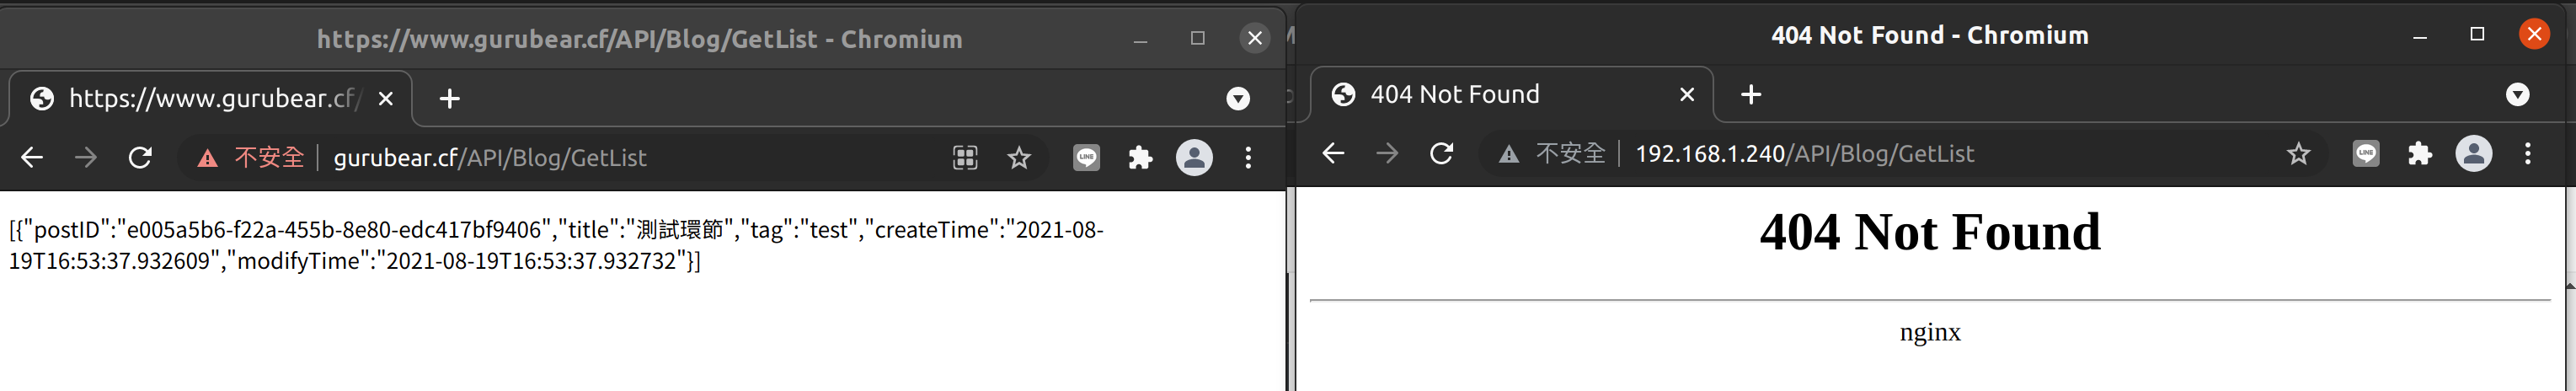 https://www.gurubear.cf/API/Blog/GetList - Chromium
https://www.gurubear.cf/
不安全 gurubear.cf/API/Blog/GetList
LINE
[{"postID":"e005a5b6-f22a-455b-8e80-edc417bf9406","title":"測試環節","tag":"test","createTime":"2021-08-
19T16:53:37.932609","modifyTime":"2021-08-19T16:53:37.932732"}]
404 Not Found - Chromium
404 Not Found
不安全 192.168.1.240/API/Blog/GetList
LINE
404 Not Found
nginx